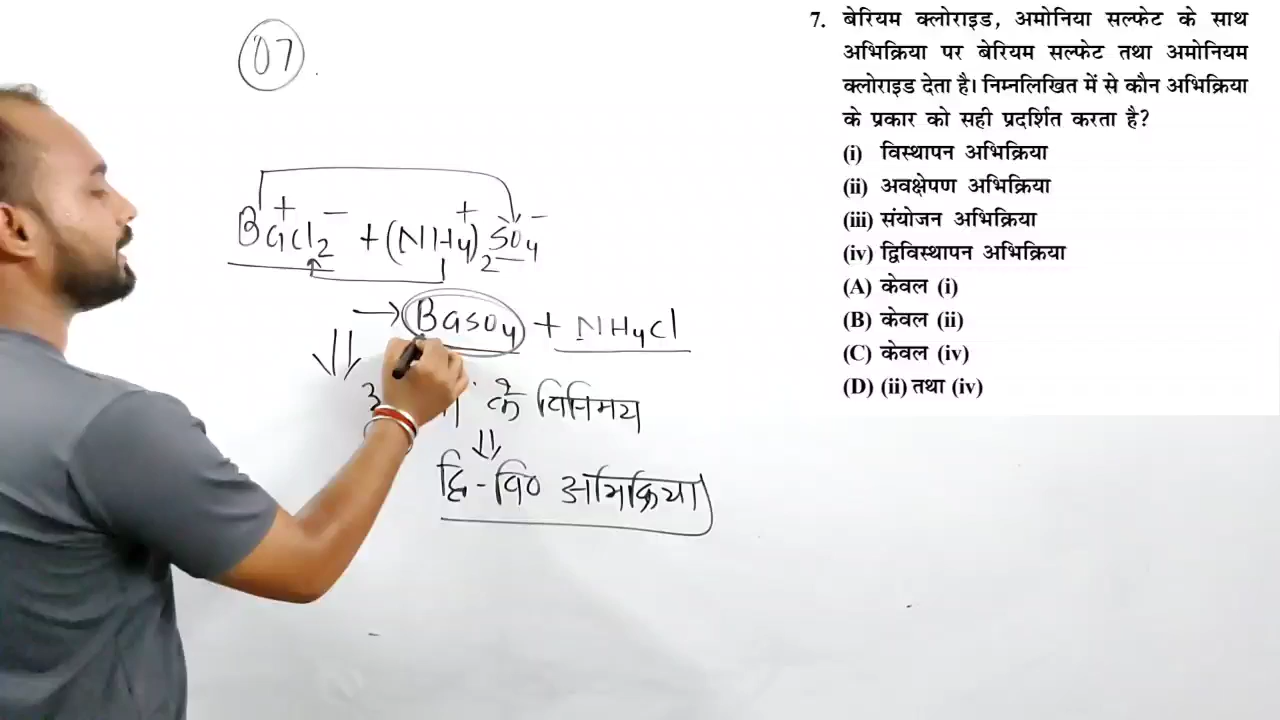 07
BaCl2 + (NH4)2SO4
+ - + -
→ BaSO4 + NH4Cl
के विनिमय
द्वि-वि० अभिक्रिया
7. बेरियम क्लोराइड, अमोनिया सल्फेट के साथ
अभिक्रिया पर बेरियम सल्फेट तथा अमोनियम
क्लोराइड देता है। निम्नलिखित में से कौन अभिक्रिया
के प्रकार को सही प्रदर्शित करता है?
(i) विस्थापन अभिक्रिया
(ii) अवक्षेपण अभिक्रिया
(iii) संयोजन अभिक्रिया
(iv) द्विविस्थापन अभिक्रिया
(A) केवल (i)
(B) केवल (ii)
(C) केवल (iv)
(D) (ii) तथा (iv)